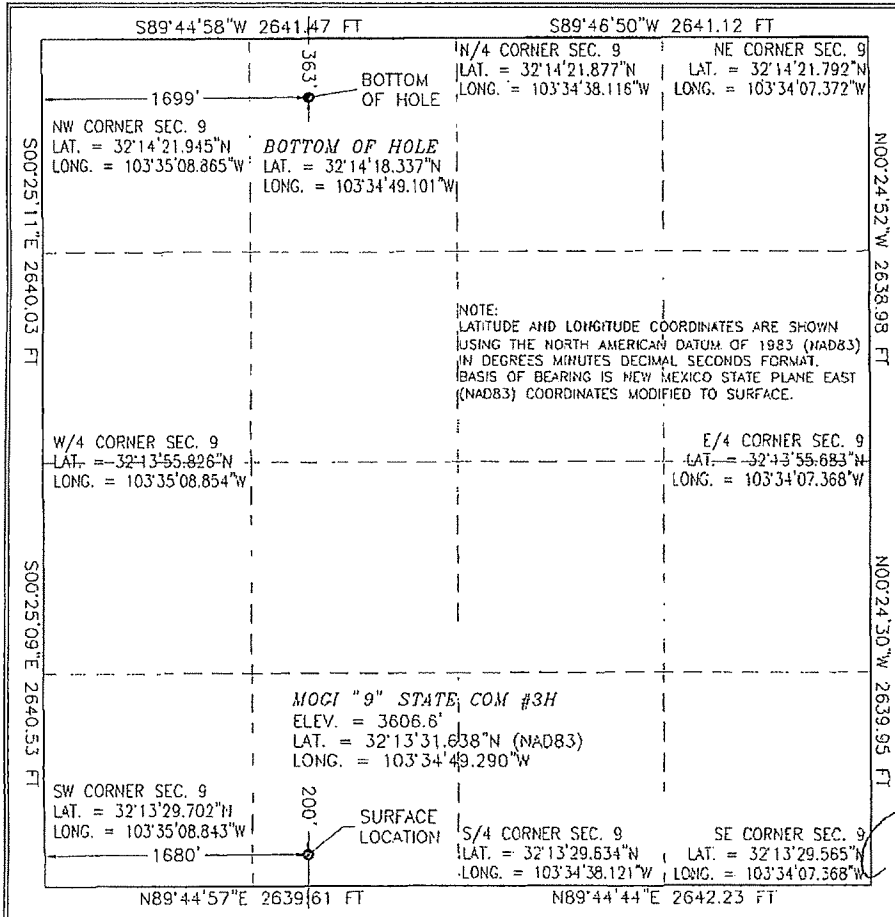 S89°44'58"W 2641.47 FT
S89°46'50"W 2641.12 FT
363'
BOTTOM
OF HOLE
1699'
N/4 CORNER SEC. 9
LAT. = 32°14'21.877"N
LONG. = 103°34'38.116"W
NE CORNER SEC. 9
LAT. = 32°14'21.792"N
LONG. = 103°34'07.372"W
NW CORNER SEC. 9
LAT. = 32°14'21.945"N
LONG. = 103°35'08.865"W
BOTTOM OF HOLE
LAT. = 32°14'18.337"N
LONG. = 103°34'49.101"W
S00°25'11"E 2640.03 FT
N00°24'52"W 2638.98 FT
NOTE:
LATITUDE AND LONGITUDE COORDINATES ARE SHOWN
USING THE NORTH AMERICAN DATUM OF 1983 (NAD83)
IN DEGREES MINUTES DECIMAL SECONDS FORMAT.
BASIS OF BEARING IS NEW MEXICO STATE PLANE EAST
(NAD83) COORDINATES MODIFIED TO SURFACE.
W/4 CORNER SEC. 9
LAT. = 32°13'55.826"N
LONG. = 103°35'08.854"W
E/4 CORNER SEC. 9
LAT. = 32°13'55.683"N
LONG. = 103°34'07.368"W
S00°25'09"E 2640.53 FT
N00°24'30"W 2639.95 FT
MOGI "9" STATE COM #3H
ELEV. = 3606.6'
LAT. = 32°13'31.638"N (NAD83)
LONG. = 103°34'49.290"W
SW CORNER SEC. 9
LAT. = 32°13'29.702"N
LONG. = 103°35'08.843"W
200'
SURFACE
LOCATION
1680'
S/4 CORNER SEC. 9
LAT. = 32°13'29.634"N
LONG. = 103°34'38.121"W
SE CORNER SEC. 9
LAT. = 32°13'29.565"N
LONG. = 103°34'07.368"W
N89°44'57"E 2639.61 FT
N89°44'44"E 2642.23 FT